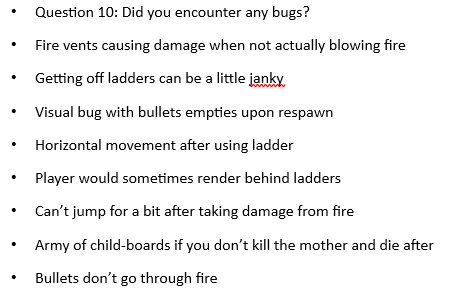 • Question 10: Did you encounter any bugs?
• Fire vents causing damage when not actually blowing fire
• Getting off ladders can be a little janky
• Visual bug with bullets empties upon respawn
• Horizontal movement after using ladder
• Player would sometimes render behind ladders
• Can't jump for a bit after taking damage from fire
• Army of child-boards if you don't kill the mother and die after
• Bullets don't go through fire